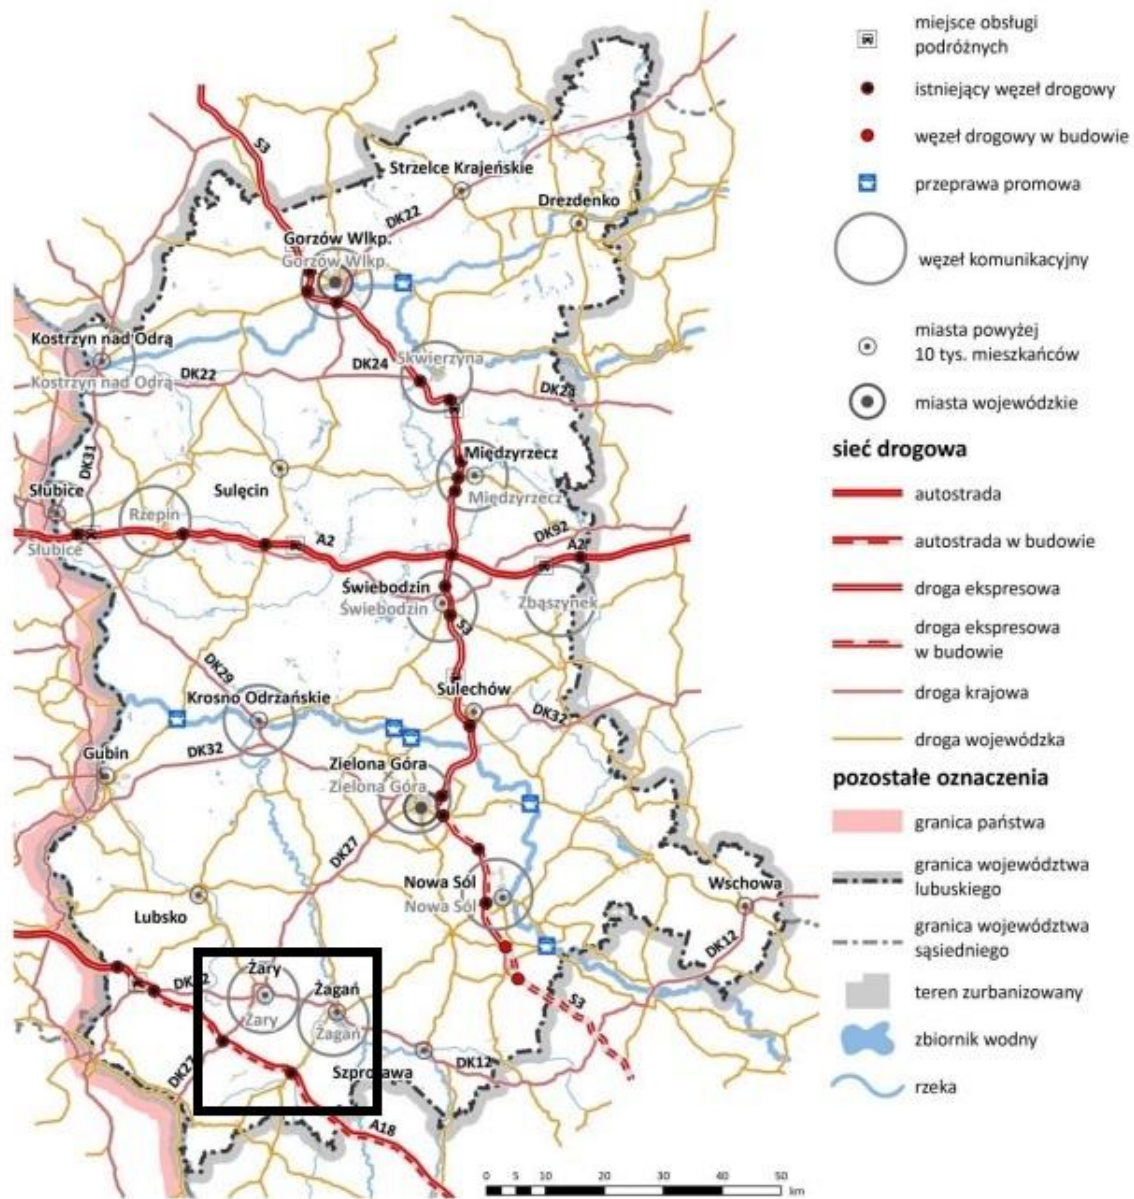 miejsce obsługi
podróżnych
istniejący węzeł drogowy
węzeł drogowy w budowie
przeprawa promowa
węzeł komunikacyjny
miasta powyżej
10 tys. mieszkańców
miasta wojewódzkie
sieć drogowa
autostrada
autostrada w budowie
droga ekspresowa
droga ekspresowa
w budowie
droga krajowa
droga wojewódzka
pozostałe oznaczenia
granica państwa
granica województwa
lubuskiego
granica województwa
sąsiedniego
teren zurbanizowany
zbiornik wodny
rzeka
S3
Strzelce Krajeńskie
Drezdenko
DK22
Gorzów Wlkp.
Gorzów Wlkp.
Kostrzyn nad Odrą
Kostrzyn nad Odrą
DK22
DK24
Skwierzyna
DK24
DK31
Międzyrzecz
Międzyrzecz
Słubice
Słubice
Rzepin
Sulęcin
A2
DK92
A2
Świebodzin
Świebodzin
Zbąszynek
S3
DK29
Krosno Odrzańskie
Sulechów
DK32
DK32
Gubin
Zielona Góra
Zielona Góra
DK27
Nowa Sól
Nowa Sól
Wschowa
DK12
Lubsko
Żary
Żary
Żagań
Żagań
S3
DK27
DK12
A18
0 5 10 20 30 40 50
km